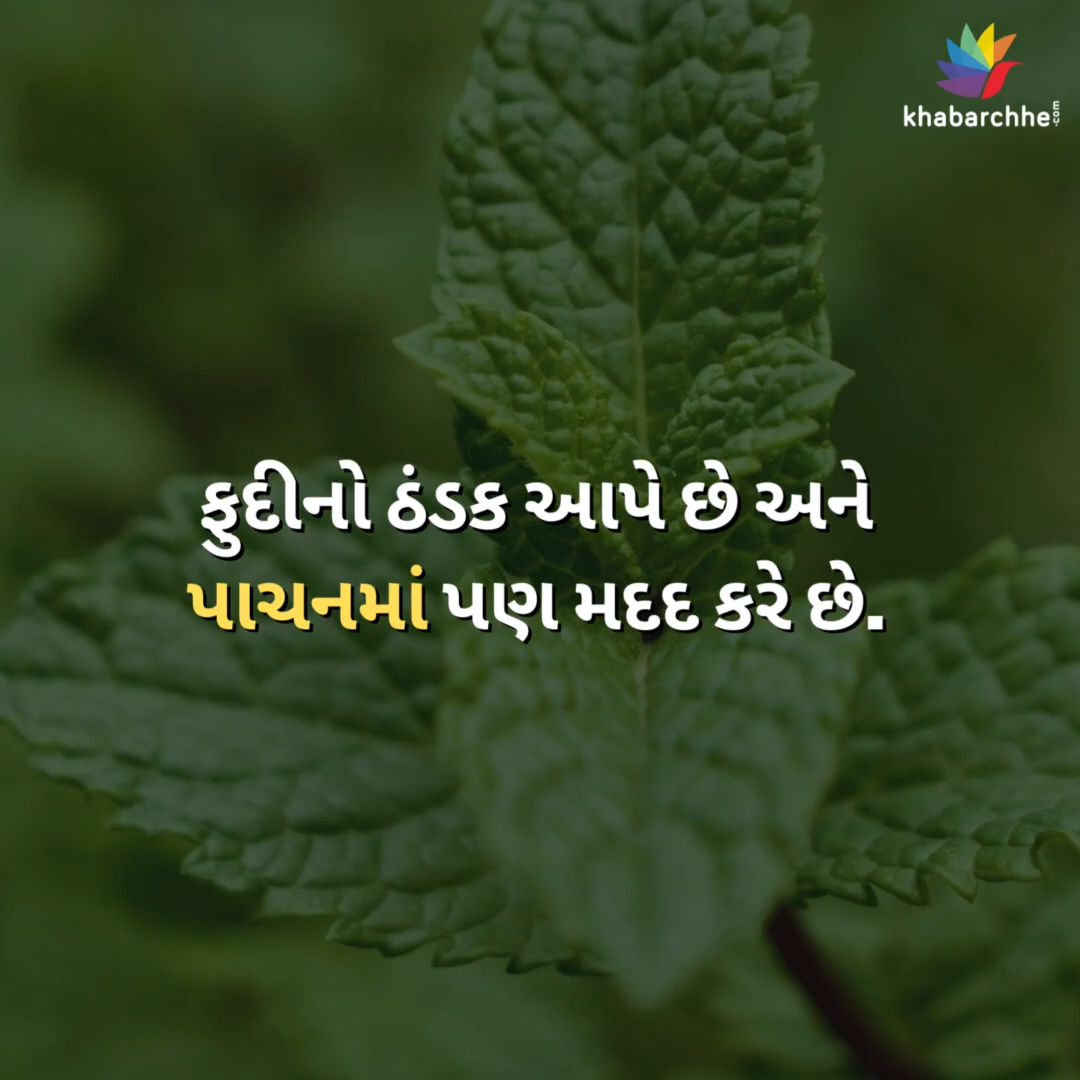 khabarchhe.com
ફુદીનો ઠંડક આપે છે અને
પાચનમાં પણ મદદ કરે છે.